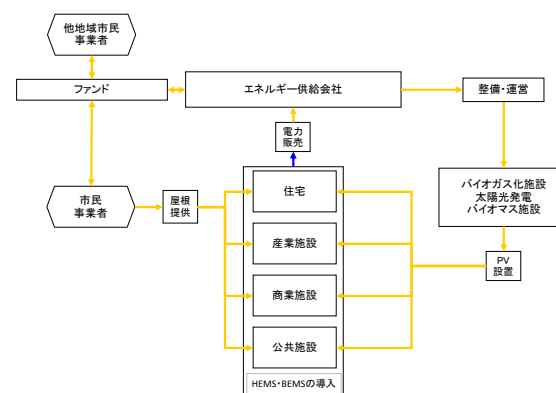 他地域市民
事業者
ファンド
エネルギー供給会社
整備・運営
電力
販売
市民
事業者
屋根
提供
住宅
産業施設
商業施設
公共施設
HEMS・BEMSの導入
バイオガス化施設
太陽光発電
バイオマス施設
PV
設置